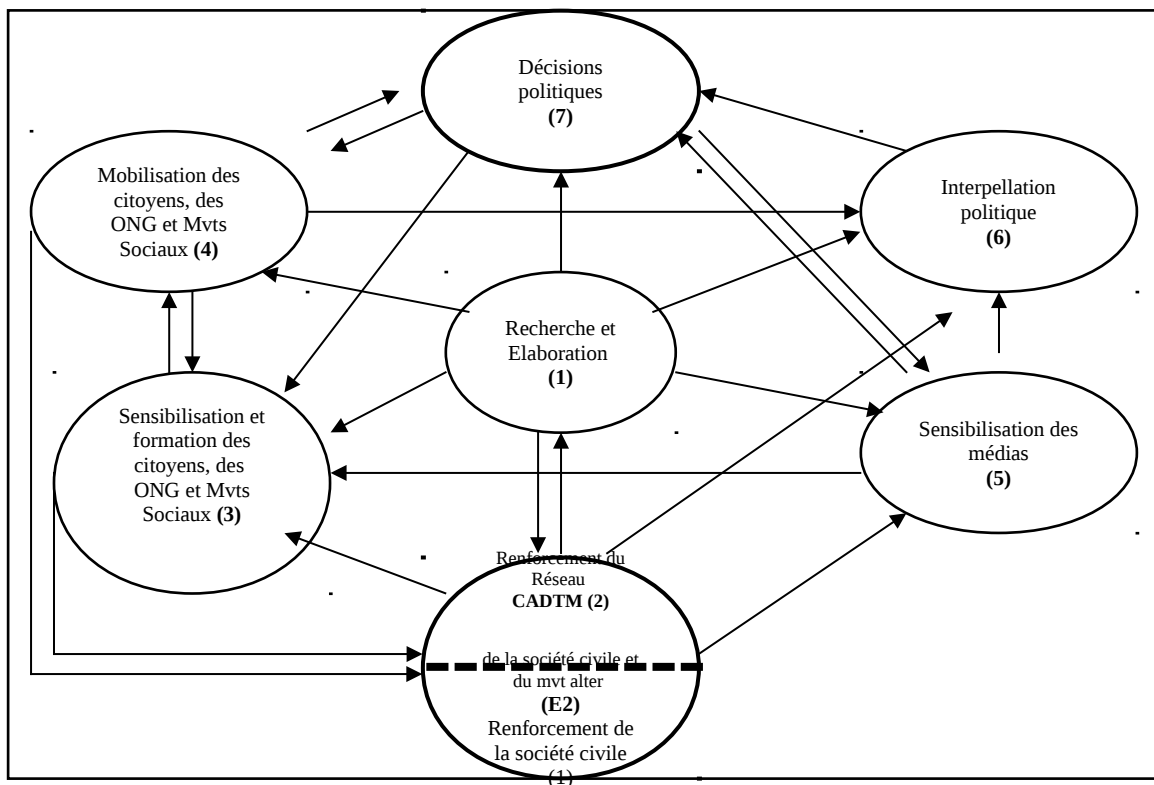 Décisions
politiques
(7)
Mobilisation des
citoyens, des
ONG et Mvts
Sociaux (4)
Interpellation
politique
(6)
Recherche et
Elaboration
(1)
Sensibilisation et
formation des
citoyens, des
ONG et Mvts
Sociaux (3)
Sensibilisation des
médias
(5)
Renforcement du
Réseau
CADTM (2)
de la société civile et
du mvt alter
(E2)
Renforcement de
la société civile
(1)